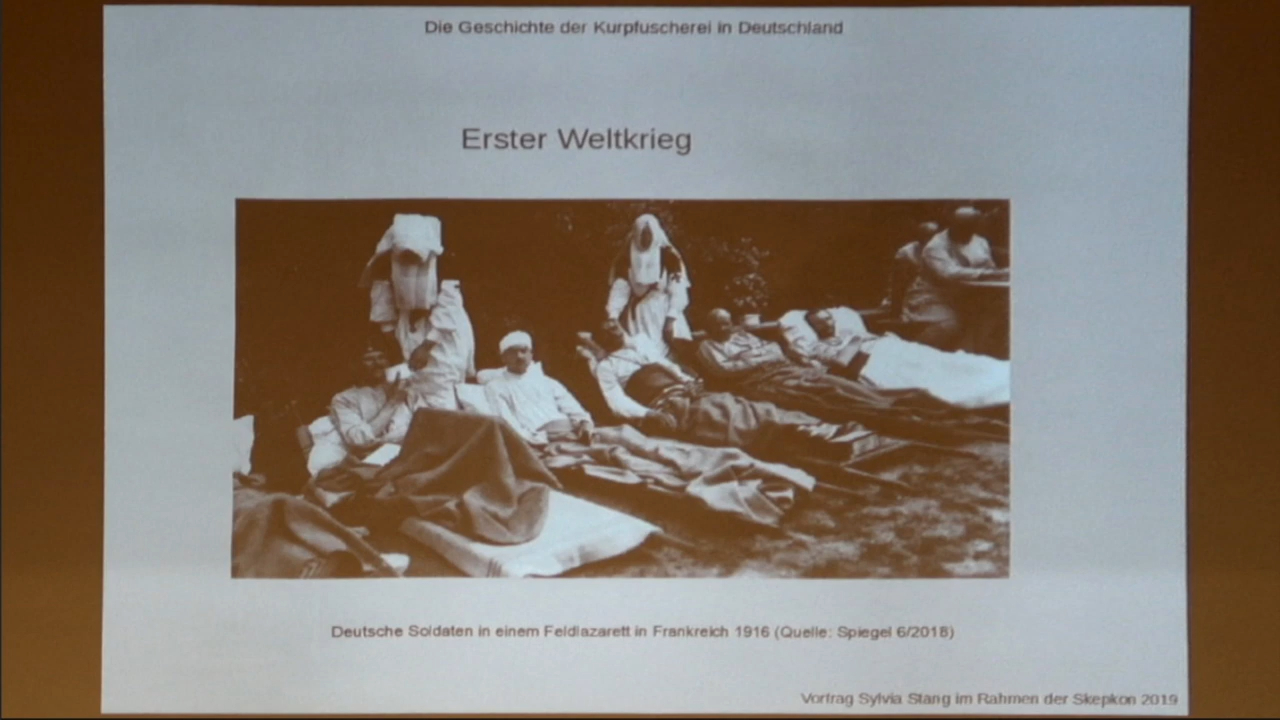 Die Geschichte der Kurpfuscherei in Deutschland
Erster Weltkrieg
Deutsche Soldaten in einem Feldlazarett in Frankreich 1916 (Quelle: Spiegel 6/2018)
Vortrag Sylvia Stang im Rahmen der Skepkon 2019